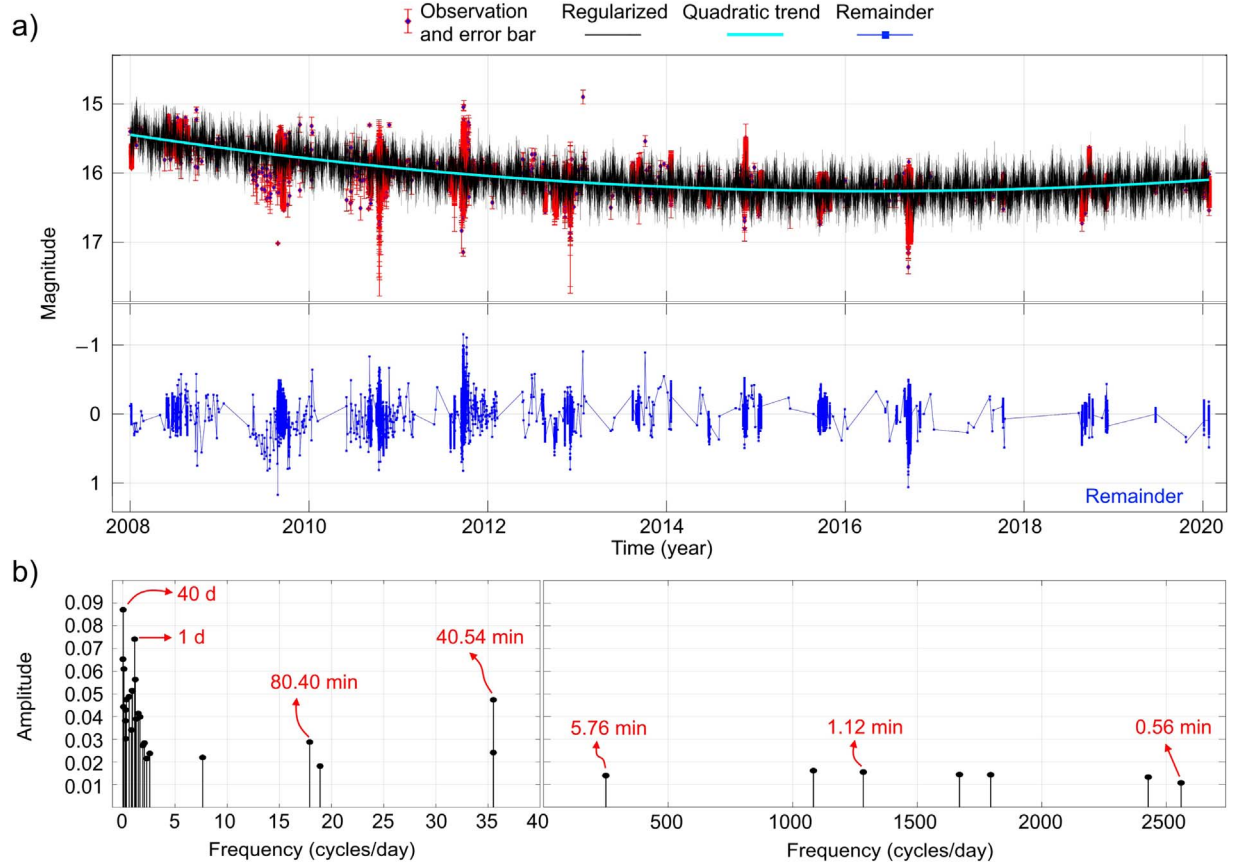 a)
Observation and error bar
Regularized
Quadratic trend
Remainder
Magnitude
15
16
17
−1
0
1
Remainder
2008 2010 2012 2014 2016 2018 2020
Time (year)
b)
Amplitude
0.09
0.08
0.07
0.06
0.05
0.04
0.03
0.02
0.01
40 d
1 d
80.40 min
40.54 min
5.76 min
1.12 min
0.56 min
0 5 10 15 20 25 30 35 40
500 1000 1500 2000 2500
Frequency (cycles/day)
Frequency (cycles/day)